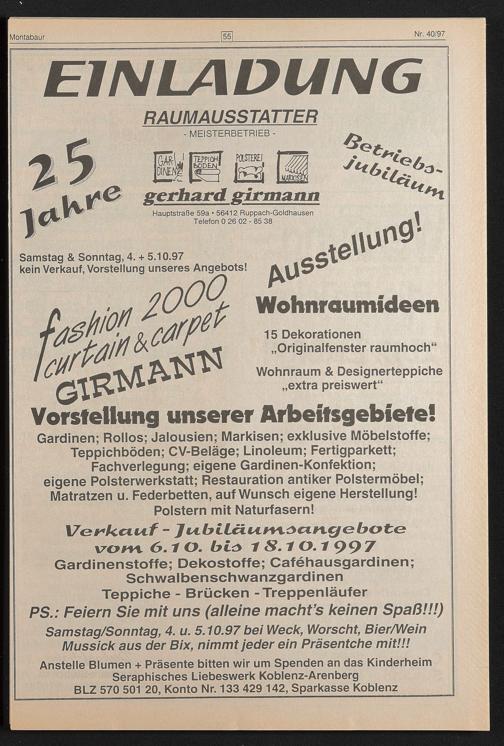 Montabaur 55 Nr. 40/97
EINLADUNG
RAUMAUSSTATTER
- MEISTERBETRIEB -
25
Jahre
GAR DINEN TEPPICH BÖDEN POLSTEREI MARKISEN
Betriebs-
jubiläum
gerhard girmann
Hauptstraße 59a • 56412 Ruppach-Goldhausen
Telefon 0 26 02 - 85 38
Samstag & Sonntag, 4. + 5.10.97
kein Verkauf, Vorstellung unseres Angebots!
Ausstellung!
fashion 2000
curtain & carpet
GIRMANN
Wohnraumideen
15 Dekorationen
„Originalfenster raumhoch“
Wohnraum & Designerteppiche
„extra preiswert“
Vorstellung unserer Arbeitsgebiete!
Gardinen; Rollos; Jalousien; Markisen; exklusive Möbelstoffe;
Teppichböden; CV-Beläge; Linoleum; Fertigparkett;
Fachverlegung; eigene Gardinen-Konfektion;
eigene Polsterwerkstatt; Restauration antiker Polstermöbel;
Matratzen u. Federbetten, auf Wunsch eigene Herstellung!
Polstern mit Naturfasern!
Verkauf - Jubiläumsangebote
vom 6.10. bis 18.10.1997
Gardinenstoffe; Dekostoffe; Caféhausgardinen;
Schwalbenschwanzgardinen
Teppiche - Brücken - Treppenläufer
PS.: Feiern Sie mit uns (alleine macht's keinen Spaß!!!)
Samstag/Sonntag, 4. u. 5.10.97 bei Weck, Worscht, Bier/Wein
Mussick aus der Bix, nimmt jeder ein Präsentche mit!!!
Anstelle Blumen + Präsente bitten wir um Spenden an das Kinderheim
Seraphisches Liebeswerk Koblenz-Arenberg
BLZ 570 501 20, Konto Nr. 133 429 142, Sparkasse Koblenz